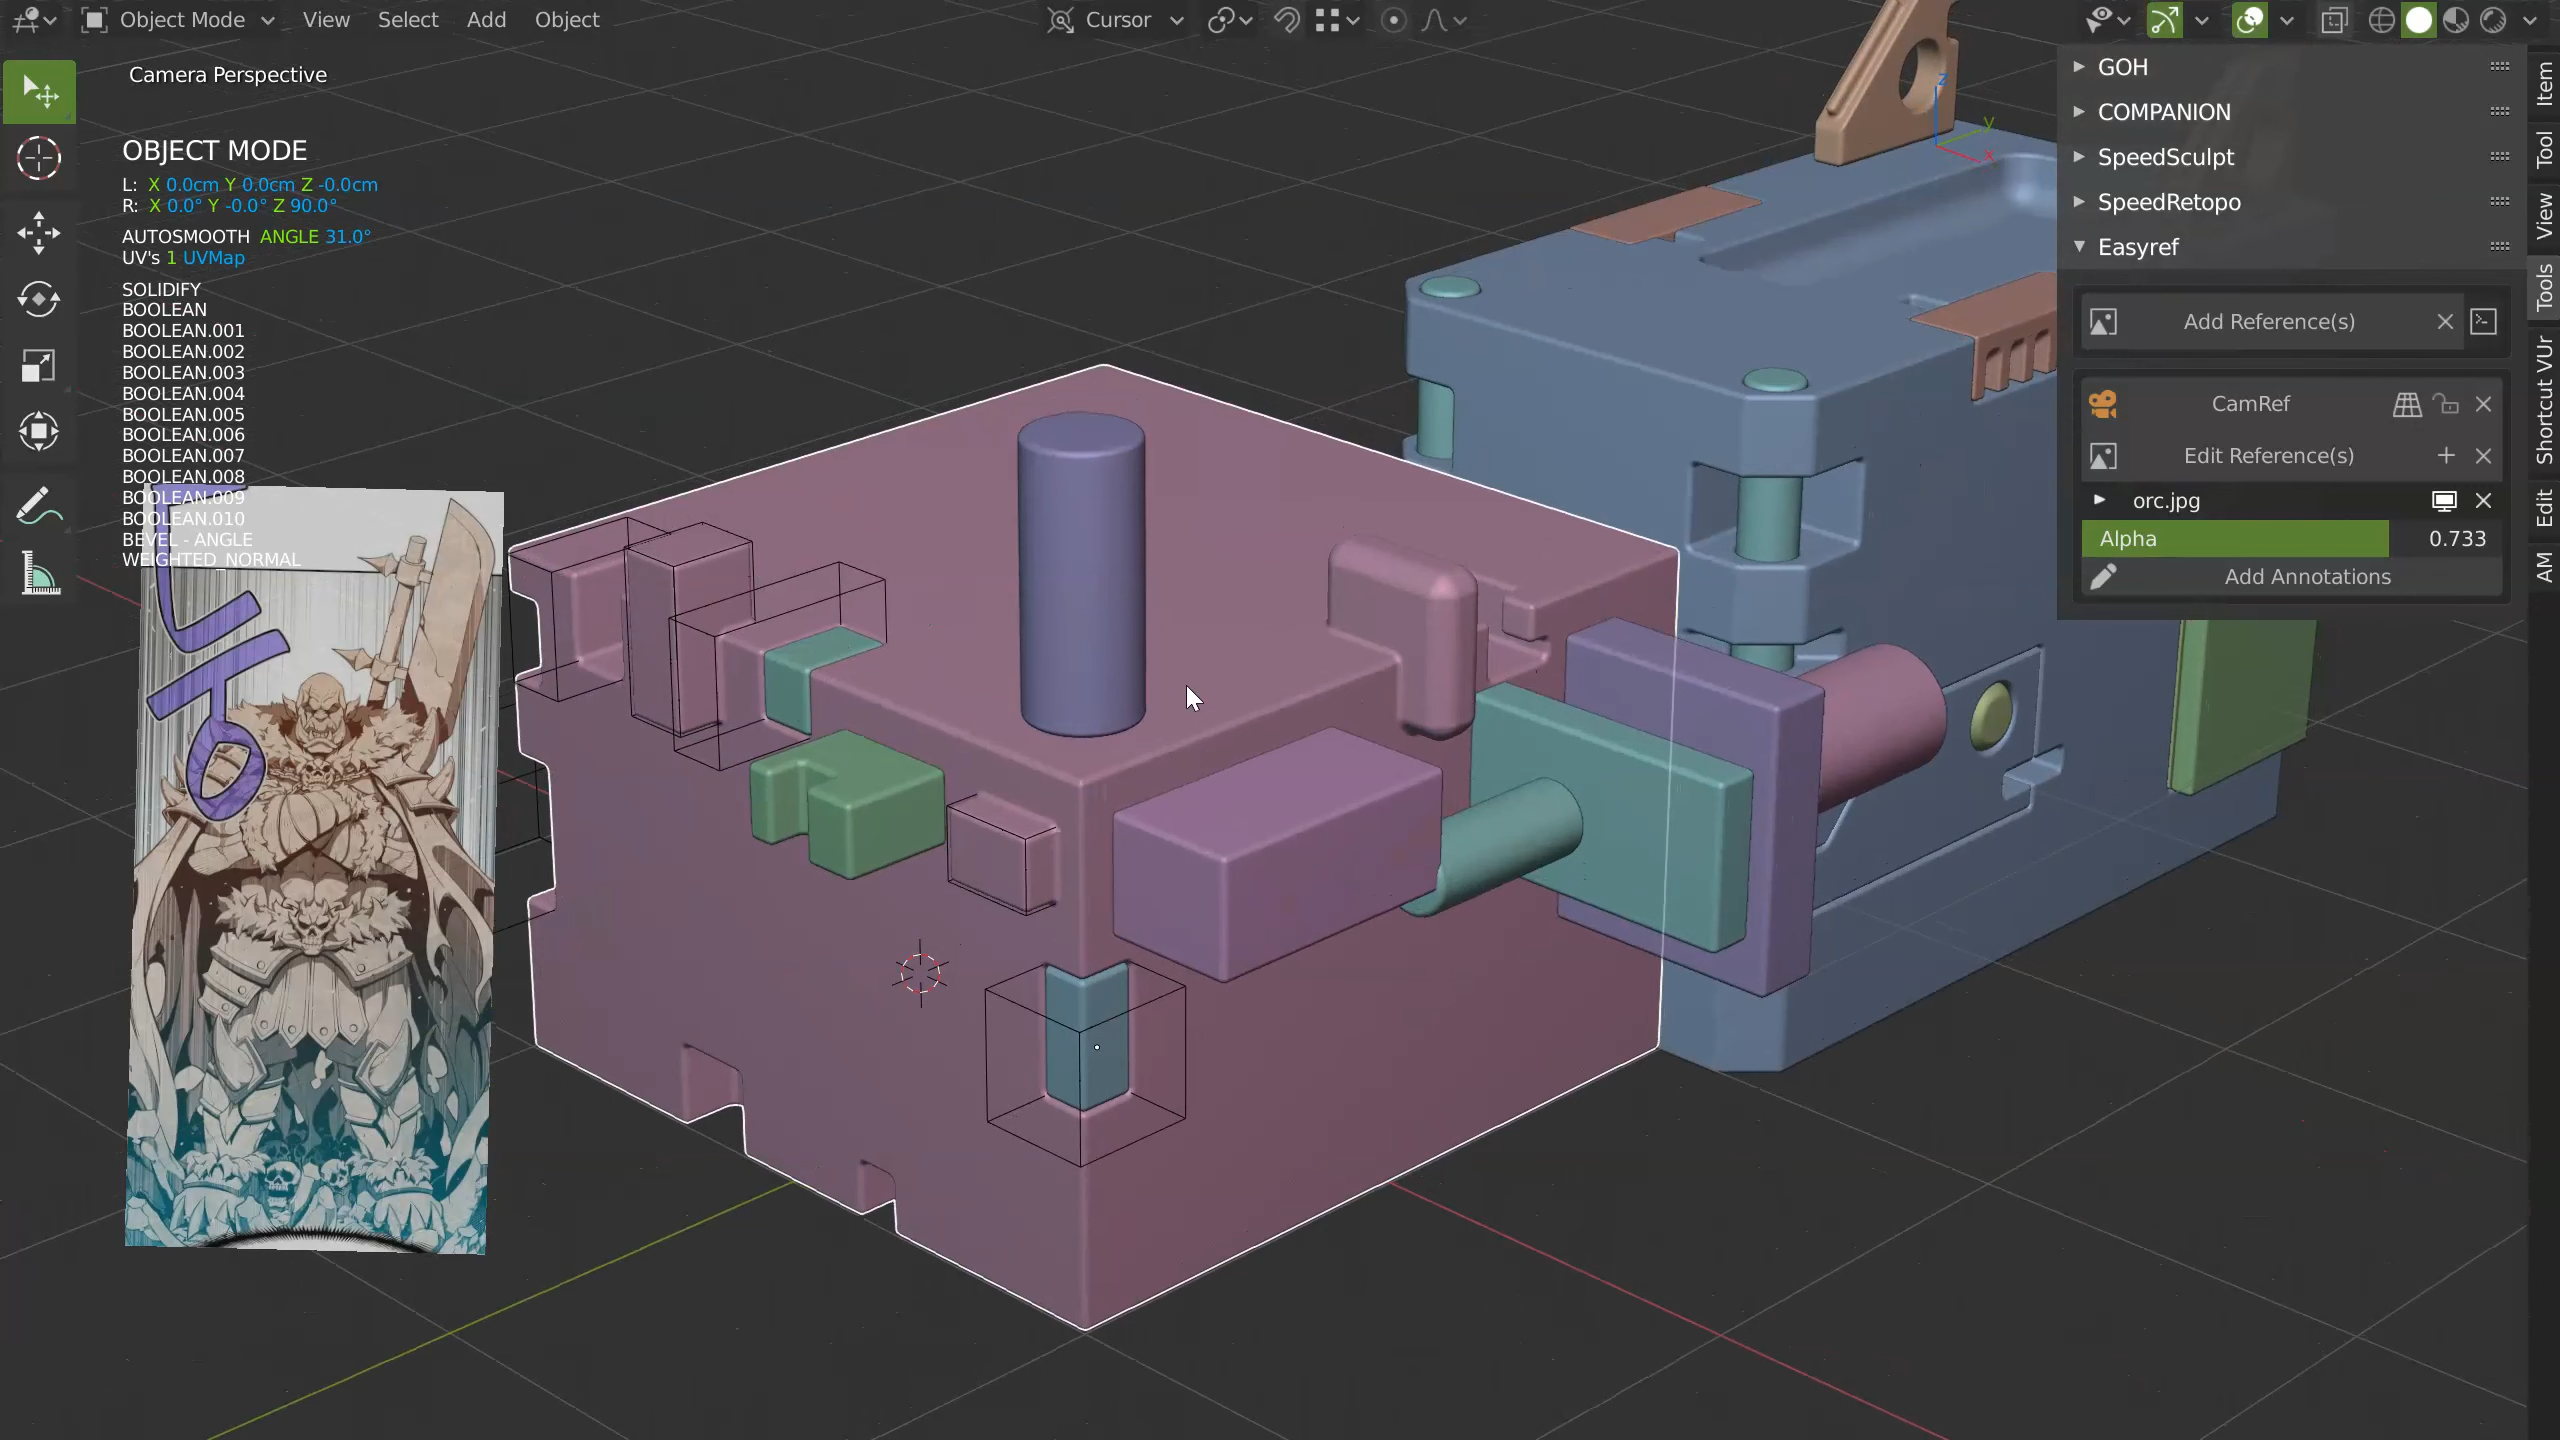 Object Mode View Select Add Object Cursor
Camera Perspective
OBJECT MODE
L: X 0.0cm Y 0.0cm Z -0.0cm
R: X 0.0° Y -0.0° Z 90.0°
AUTOSMOOTH ANGLE 31.0°
UV's 1 UVMap
SOLIDIFY
BOOLEAN
BOOLEAN.001
BOOLEAN.002
BOOLEAN.003
BOOLEAN.004
BOOLEAN.005
BOOLEAN.006
BOOLEAN.007
BOOLEAN.008
BOOLEAN.009
BOOLEAN.010
BEVEL - ANGLE
WEIGHTED_NORMAL
z
y
x
GOH
COMPANION
SpeedSculpt
SpeedRetopo
Easyref
Add Reference(s)
CamRef
Edit Reference(s)
orc.jpg
Alpha 0.733
Add Annotations
Item
Tool
View
Tools
Shortcut VUr
Edit
AM